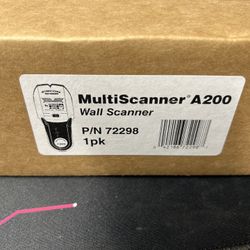 MultiScanner® A200
Wall Scanner
P/N 72298
1pk